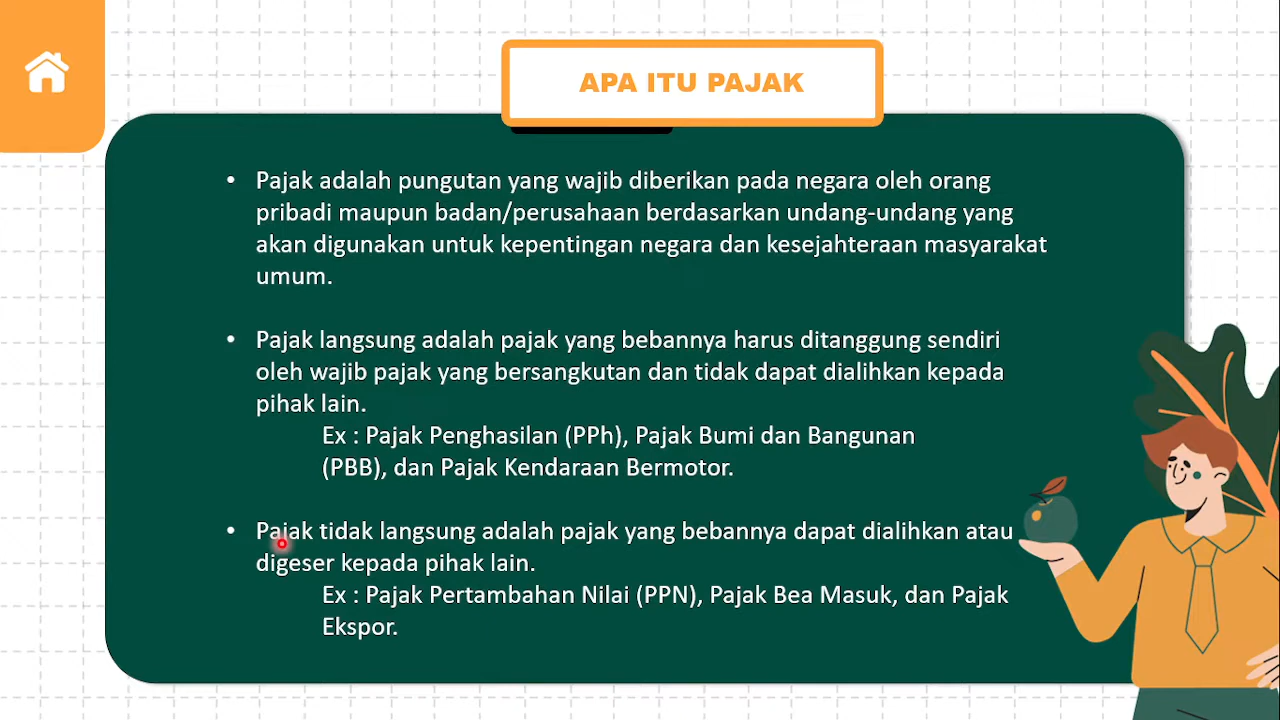 APA ITU PAJAK
• Pajak adalah pungutan yang wajib diberikan pada negara oleh orang
pribadi maupun badan/perusahaan berdasarkan undang-undang yang
akan digunakan untuk kepentingan negara dan kesejahteraan masyarakat
umum.
• Pajak langsung adalah pajak yang bebannya harus ditanggung sendiri
oleh wajib pajak yang bersangkutan dan tidak dapat dialihkan kepada
pihak lain.
Ex : Pajak Penghasilan (PPh), Pajak Bumi dan Bangunan
(PBB), dan Pajak Kendaraan Bermotor.
• Pajak tidak langsung adalah pajak yang bebannya dapat dialihkan atau
digeser kepada pihak lain.
Ex : Pajak Pertambahan Nilai (PPN), Pajak Bea Masuk, dan Pajak
Ekspor.